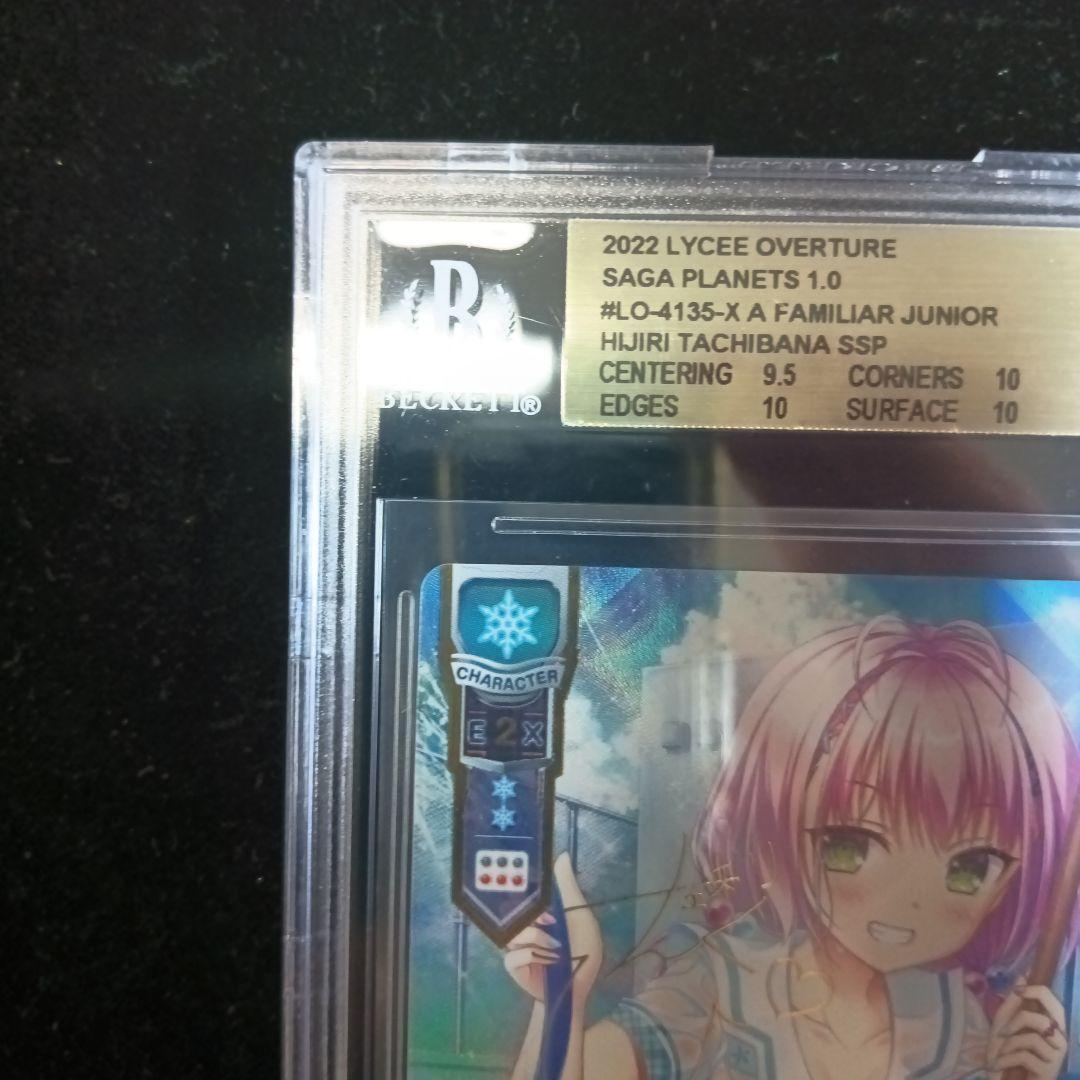 B
BECKETT®
2022 LYCEE OVERTURE
SAGA PLANETS 1.0
#LO-4135-X A FAMILIAR JUNIOR
HIJIRI TACHIBANA SSP
CENTERING 9.5 CORNERS 10
EDGES 10 SURFACE 10
CHARACTER
E 2 X